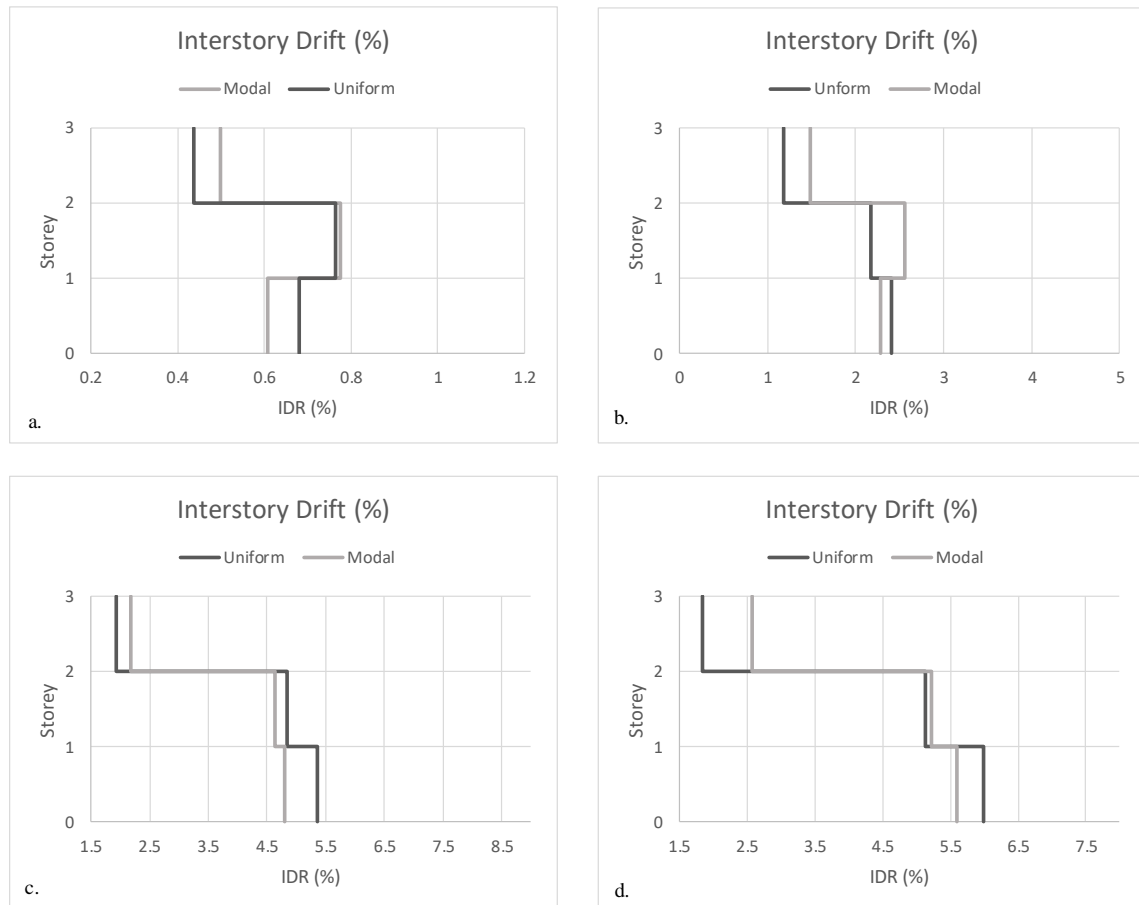 Interstory Drift (%)
Modal Uniform
3
2
1
0
Storey
0.2 0.4 0.6 0.8 1 1.2
IDR (%)
a.
Interstory Drift (%)
Unform Modal
3
2
1
0
Storey
0 1 2 3 4 5
IDR (%)
b.
Interstory Drift (%)
Uniform Modal
3
2
1
0
Storey
1.5 2.5 3.5 4.5 5.5 6.5 7.5 8.5
IDR (%)
c.
Interstory Drift (%)
Uniform Modal
3
2
1
0
Storey
1.5 2.5 3.5 4.5 5.5 6.5 7.5
IDR (%)
d.